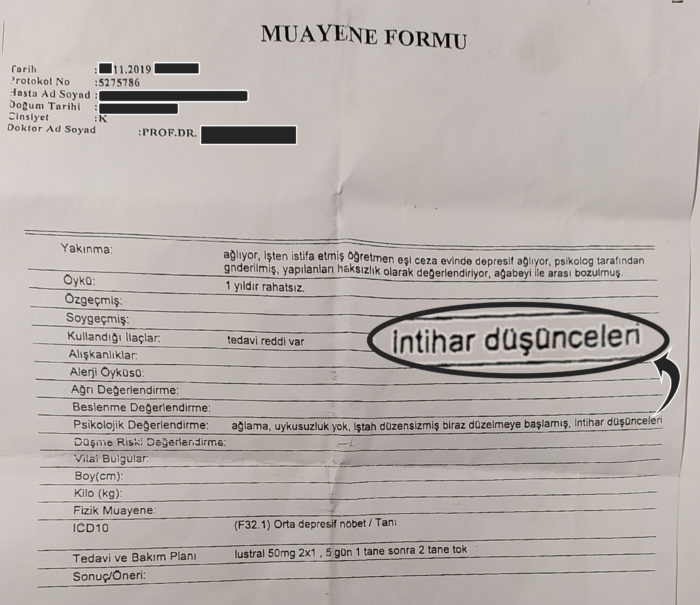 MUAYENE FORMU
Tarih : 11.2019
Protokol No :5275786
Hasta Ad Soyad :
Doğum Tarihi :
Cinsiyet :K
Doktor Ad Soyad :PROF.DR.
Yakınma: ağlıyor, işten istifa etmiş öğretmen eşi ceza evinde depresif ağlıyor, psikolog tarafından
gnderilmiş, yapılanları haksızlık olarak değerlendiriyor, ağabeyi ile arası bozulmuş.
Öykü: 1 yıldır rahatsız.
Özgeçmiş:
Soygeçmiş:
Kullandığı İlaçlar: tedavi reddi var
intihar düşünceleri
Alışkanlıklar:
Alerji Öyküsü:
Ağrı Değerlendirme:
Beslenme Değerlendirme:
Psikolojik Değerlendirme: ağlama, uykusuzluk yok, iştah düzensizmiş biraz düzelmeye başlamış, intihar düşünceleri
Düşme Riski Değerlendirme:
Vital Bulgular:
Boy(cm):
Kilo (kg):
Fizik Muayene:
ICD10 (F32.1) Orta depresif nöbet / Tanı
Tedavi ve Bakım Planı lustral 50mg 2x1 , 5 gün 1 tane sonra 2 tane tok
Sonuç/Öneri: